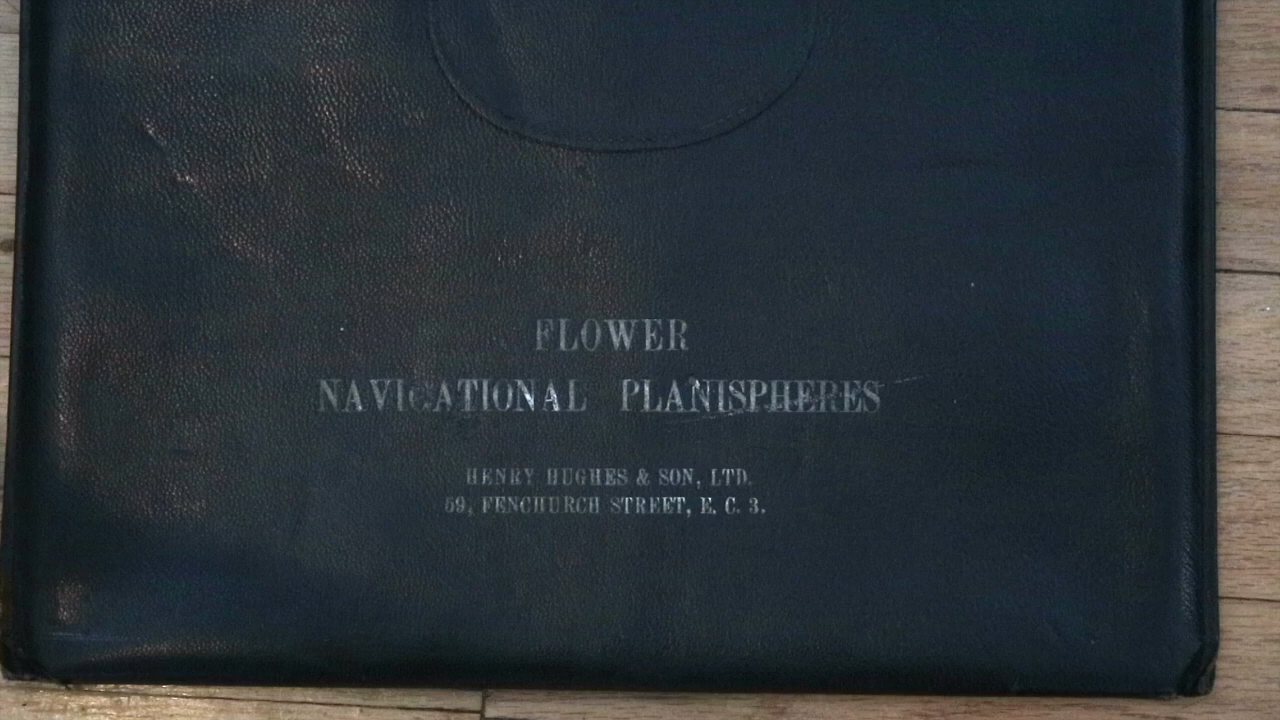 FLOWER
NAVIGATIONAL PLANISPHERES
HENRY HUGHES & SON, LTD.
59, FENCHURCH STREET, E. C. 3.